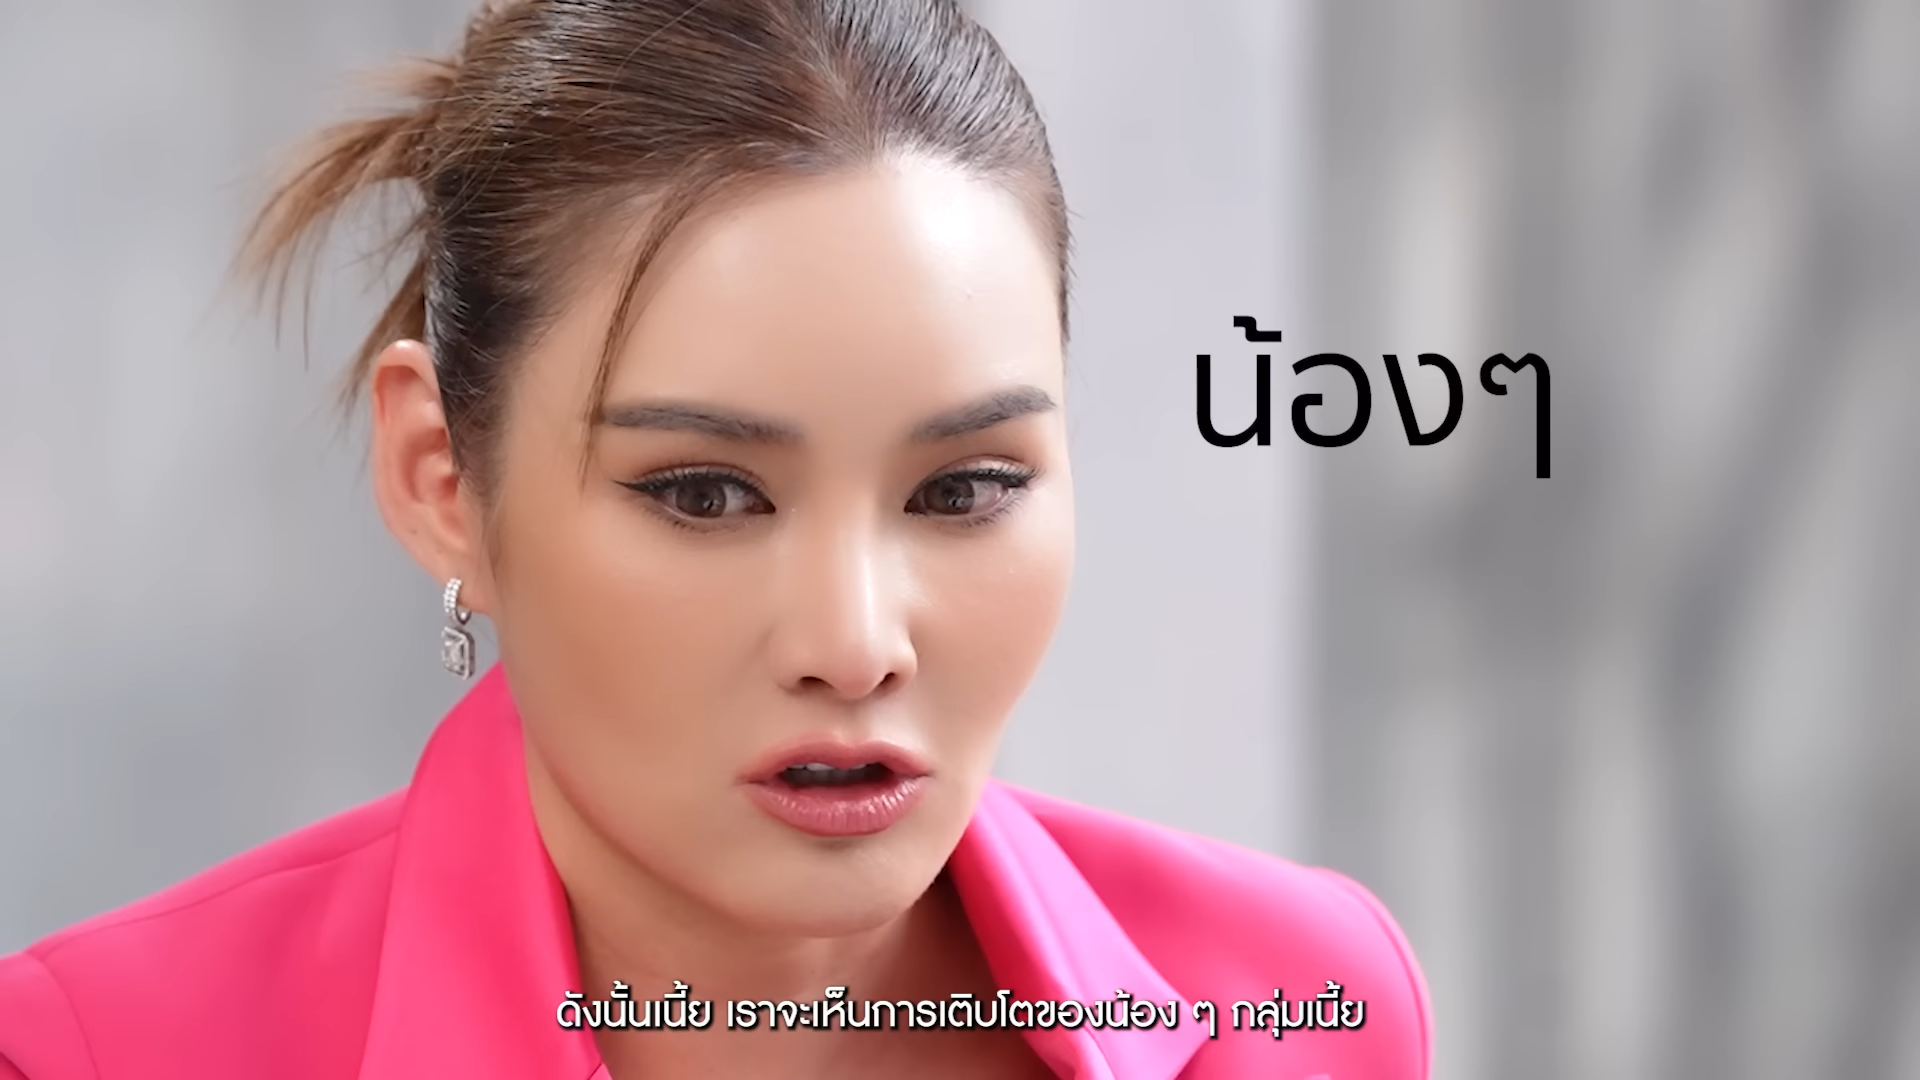 น้องๆ
ดังนั้นเนี้ย เราจะเห็นการเติบโตของน้อง ๆ กลุ่มเนี้ย